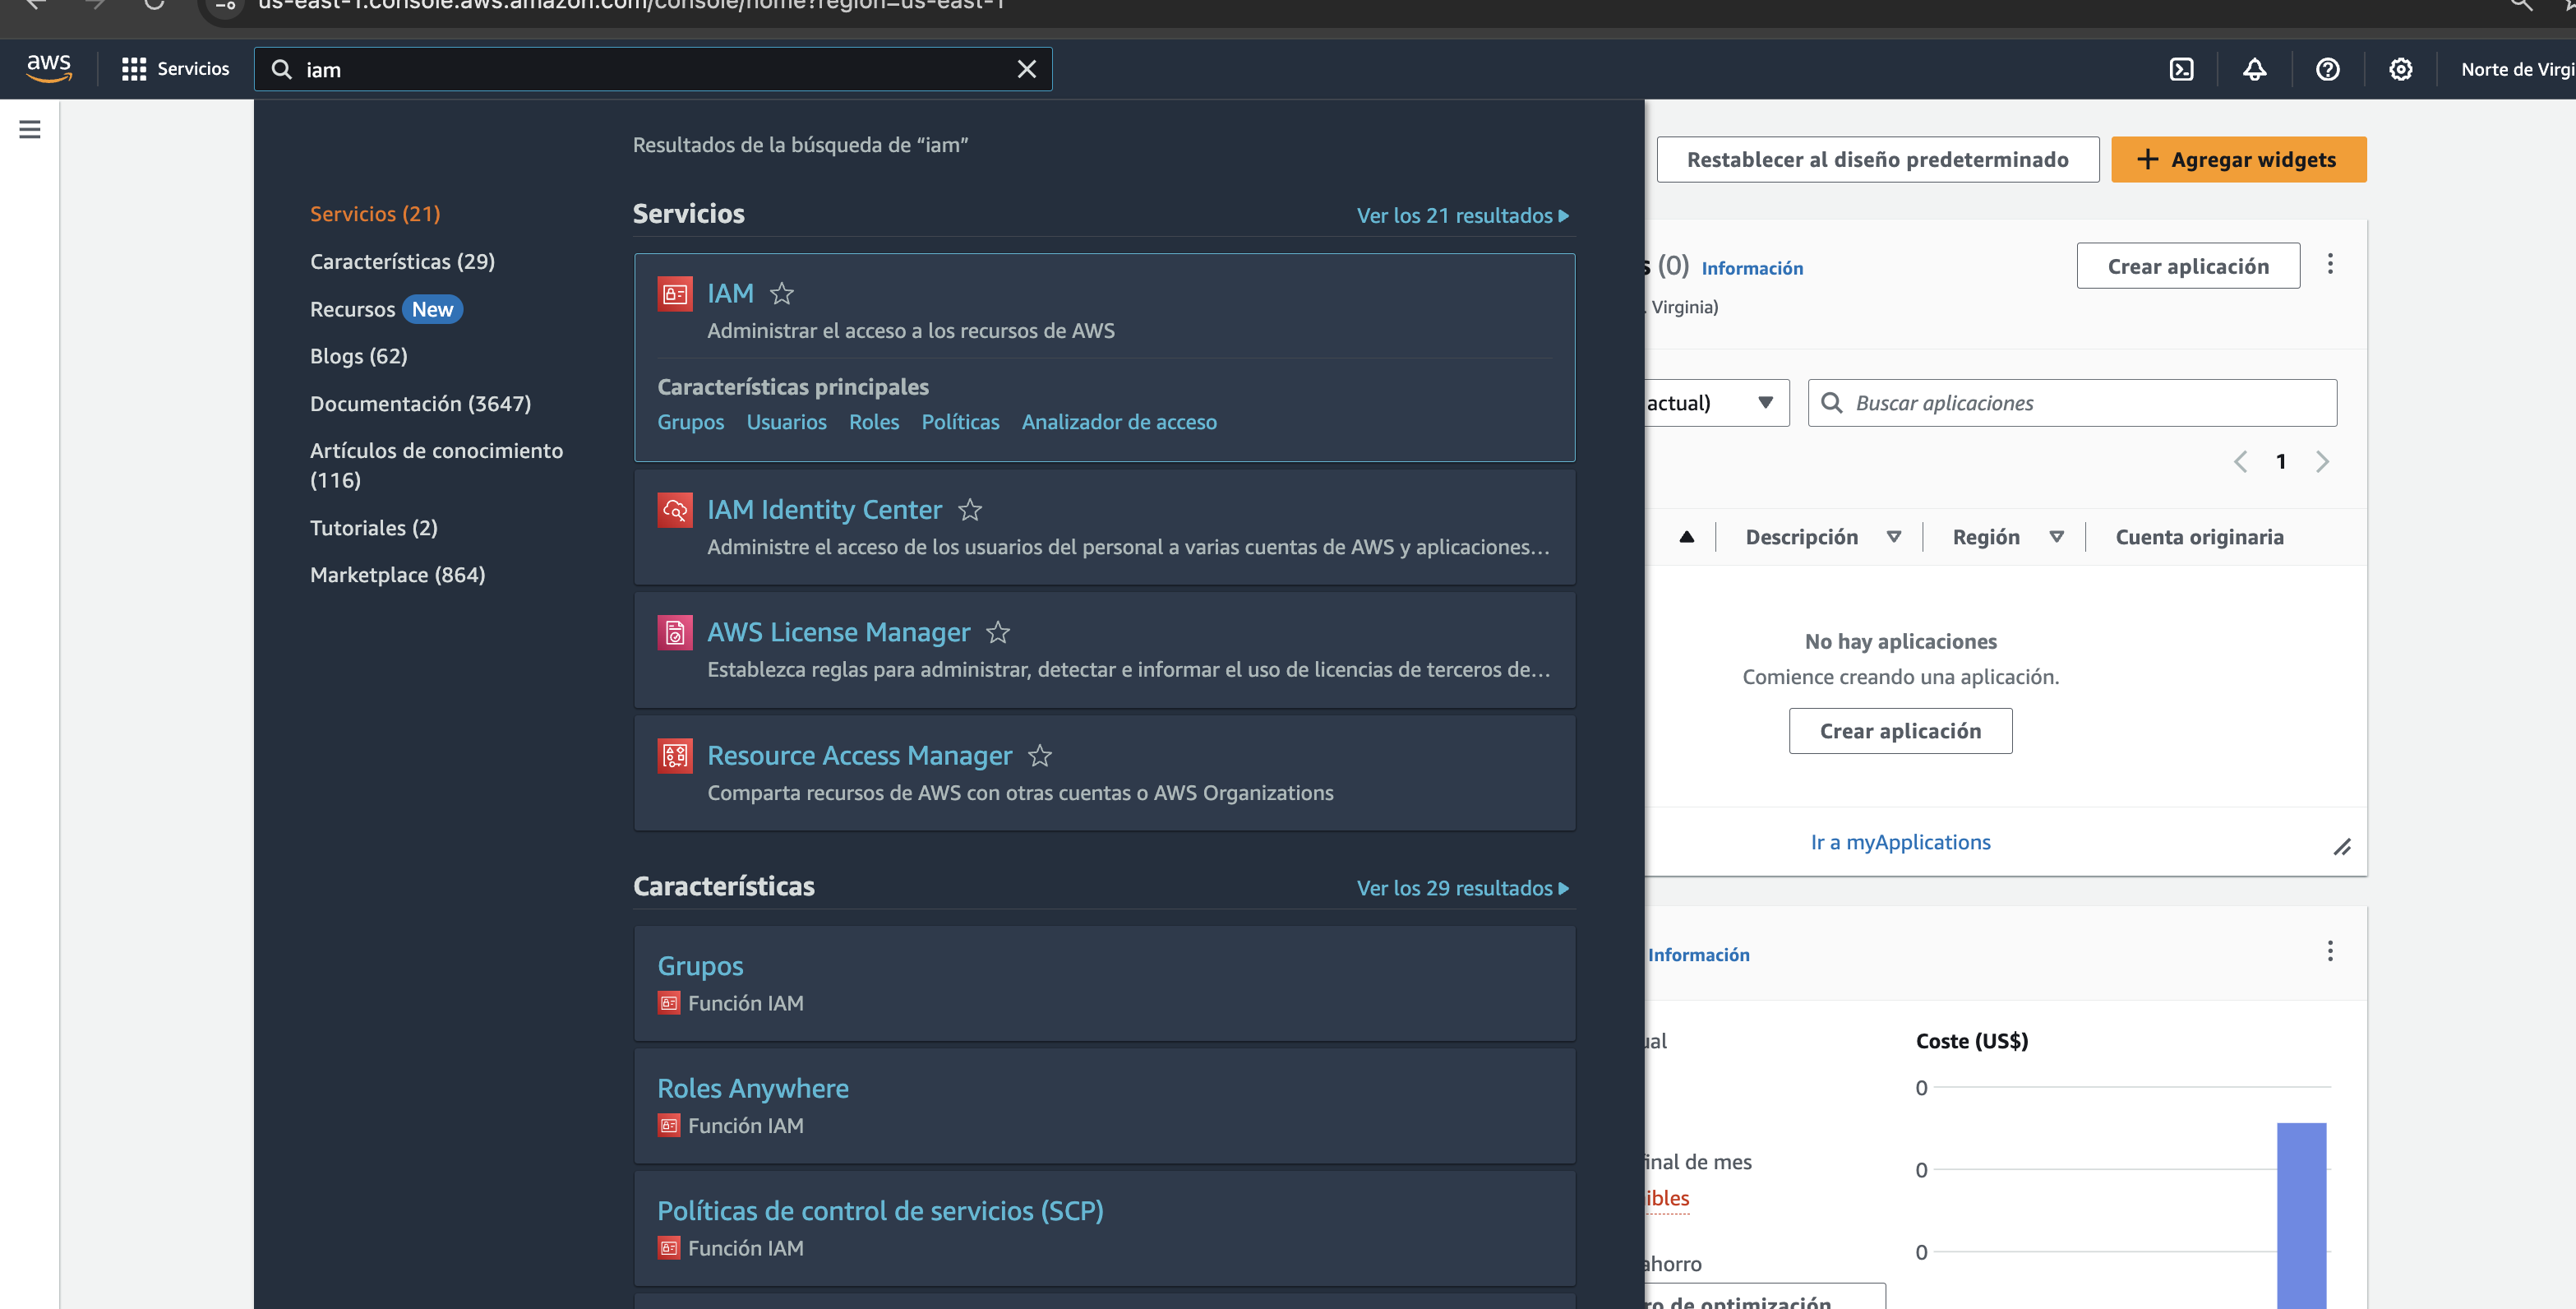 us-east-1.console.aws.amazon.com/console/home?region=us-east-1
aws
Servicios
iam
Norte de Virgi
Resultados de la búsqueda de “iam”
Servicios (21)
Características (29)
Recursos New
Blogs (62)
Documentación (3647)
Artículos de conocimiento
(116)
Tutoriales (2)
Marketplace (864)
Servicios
Ver los 21 resultados
IAM
Administrar el acceso a los recursos de AWS
Características principales
Grupos Usuarios Roles Políticas Analizador de acceso
IAM Identity Center
Administre el acceso de los usuarios del personal a varias cuentas de AWS y aplicaciones...
AWS License Manager
Establezca reglas para administrar, detectar e informar el uso de licencias de terceros de...
Resource Access Manager
Comparta recursos de AWS con otras cuentas o AWS Organizations
Características
Ver los 29 resultados
Grupos
Función IAM
Roles Anywhere
Función IAM
Políticas de control de servicios (SCP)
Función IAM
Restablecer al diseño predeterminado
Agregar widgets
s (0) Información
Crear aplicación
. Virginia)
actual)
Buscar aplicaciones
1
Descripción
Región
Cuenta originaria
No hay aplicaciones
Comience creando una aplicación.
Crear aplicación
Ir a myApplications
Información
ual
Coste (US$)
0
final de mes
0
ibles
0
ahorro
ro de optimización